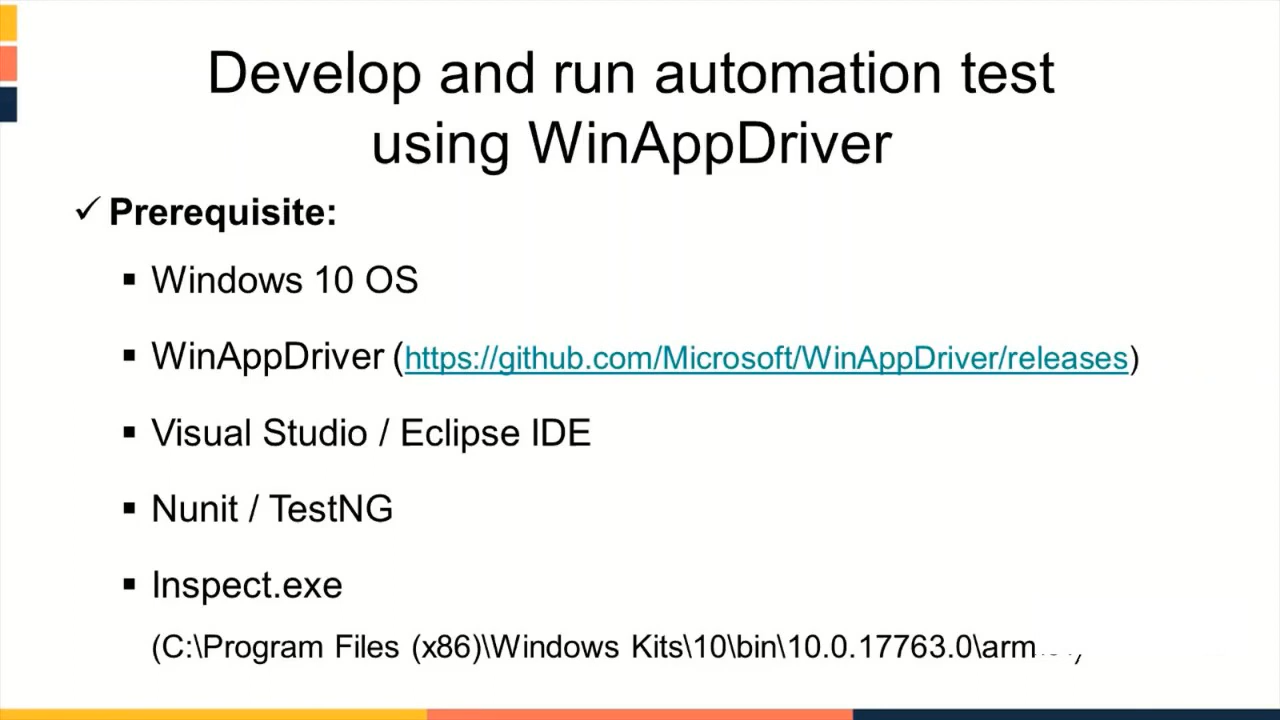 Develop and run automation test
using WinAppDriver
✓ Prerequisite:
▪ Windows 10 OS
▪ WinAppDriver (https://github.com/Microsoft/WinAppDriver/releases)
▪ Visual Studio / Eclipse IDE
▪ Nunit / TestNG
▪ Inspect.exe
(C:\Program Files (x86)\Windows Kits\10\bin\10.0.17763.0\arm